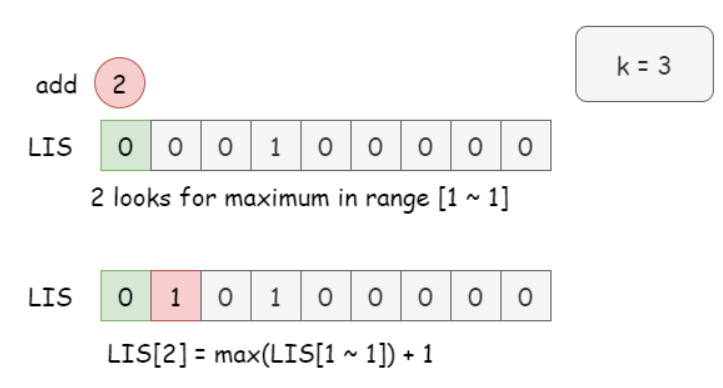 k = 3
add 2
LIS 0 0 0 1 0 0 0 0 0
2 looks for maximum in range [1 ~ 1]
LIS 0 1 0 1 0 0 0 0 0
LIS[2] = max(LIS[1 ~ 1]) + 1